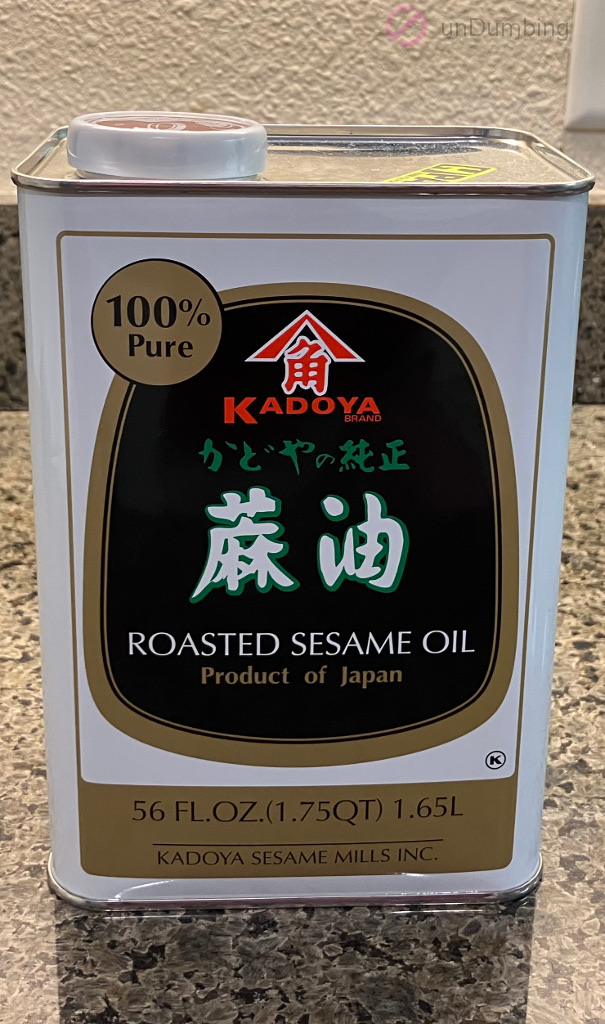 unDumbing
100%
Pure
角
KADOYA
BRAND
かどやの純正
蔴油
ROASTED SESAME OIL
Product of Japan
K
56 FL.OZ.(1.75QT) 1.65L
KADOYA SESAME MILLS INC.